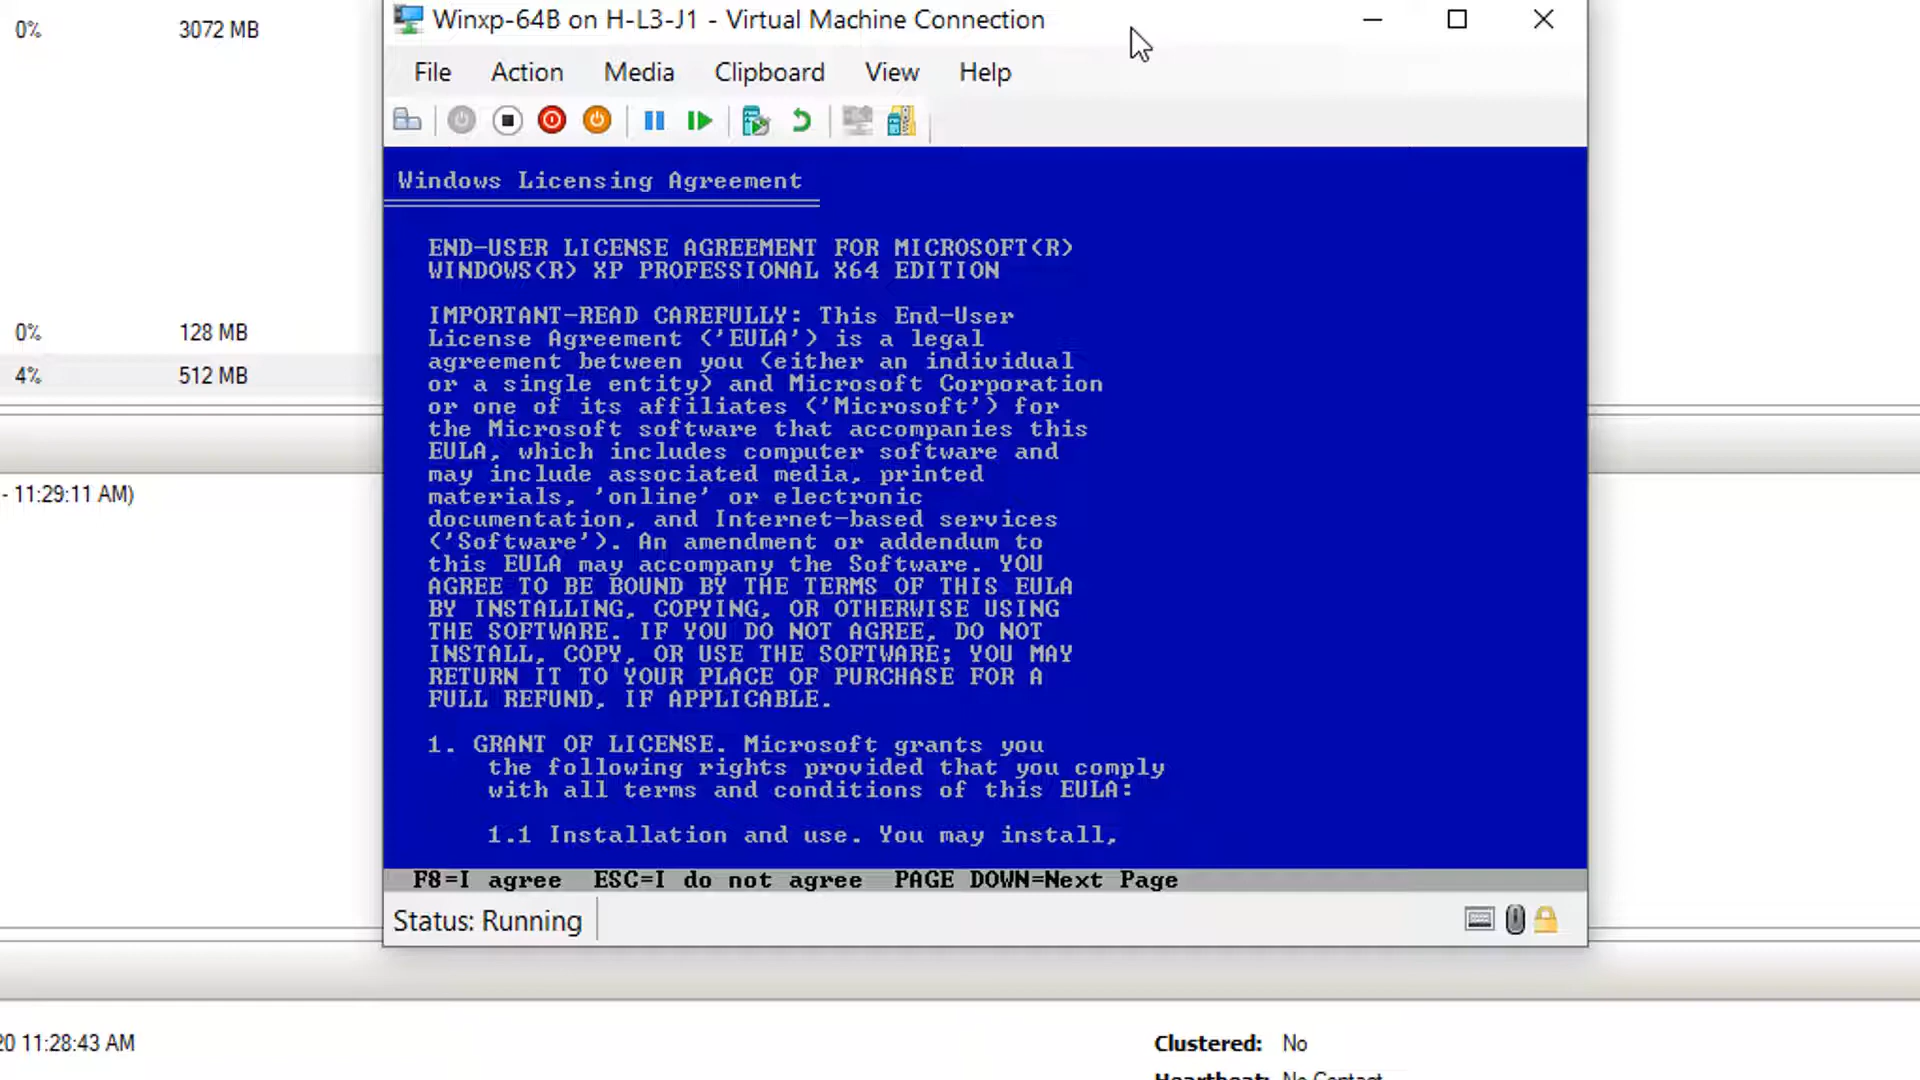 0% 3072 MB
Winxp-64B on H-L3-J1 - Virtual Machine Connection
File Action Media Clipboard View Help
Windows Licensing Agreement
END-USER LICENSE AGREEMENT FOR MICROSOFT(R)
WINDOWS(R) XP PROFESSIONAL X64 EDITION
IMPORTANT-READ CAREFULLY: This End-User
License Agreement ('EULA') is a legal
agreement between you (either an individual
or a single entity) and Microsoft Corporation
or one of its affiliates ('Microsoft') for
the Microsoft software that accompanies this
EULA, which includes computer software and
may include associated media, printed
materials, 'online' or electronic
documentation, and Internet-based services
('Software'). An amendment or addendum to
this EULA may accompany the Software. YOU
AGREE TO BE BOUND BY THE TERMS OF THIS EULA
BY INSTALLING, COPYING, OR OTHERWISE USING
THE SOFTWARE. IF YOU DO NOT AGREE, DO NOT
INSTALL, COPY, OR USE THE SOFTWARE; YOU MAY
RETURN IT TO YOUR PLACE OF PURCHASE FOR A
FULL REFUND, IF APPLICABLE.
1. GRANT OF LICENSE. Microsoft grants you
the following rights provided that you comply
with all terms and conditions of this EULA:
1.1 Installation and use. You may install,
F8=I agree ESC=I do not agree PAGE DOWN=Next Page
Status: Running
0% 128 MB
4% 512 MB
- 11:29:11 AM)
20 11:28:43 AM
Clustered: No
Heartbeat: No Contact